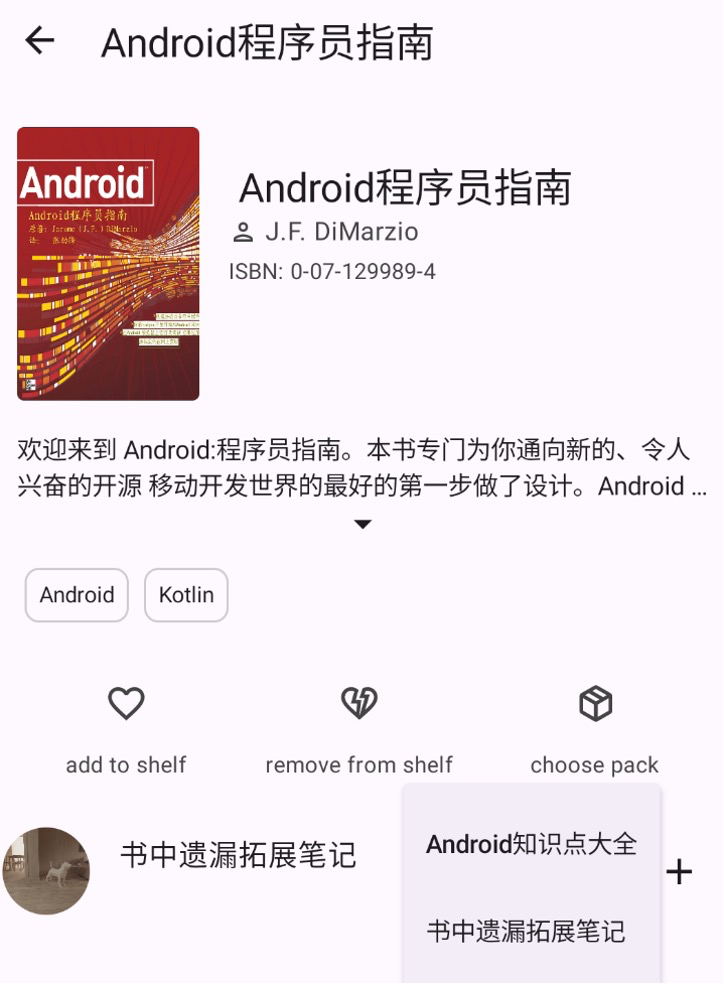 Android程序员指南
Android
Android程序员指南
原著: Jerome (J.F.) DiMarzio
Android程序员指南
J.F. DiMarzio
ISBN: 0-07-129989-4
欢迎来到 Android:程序员指南。本书专门为你通向新的、令人
兴奋的开源 移动开发世界的最好的第一步做了设计。Android ...
Android
Kotlin
add to shelf
remove from shelf
choose pack
书中遗漏拓展笔记
Android知识点大全
书中遗漏拓展笔记